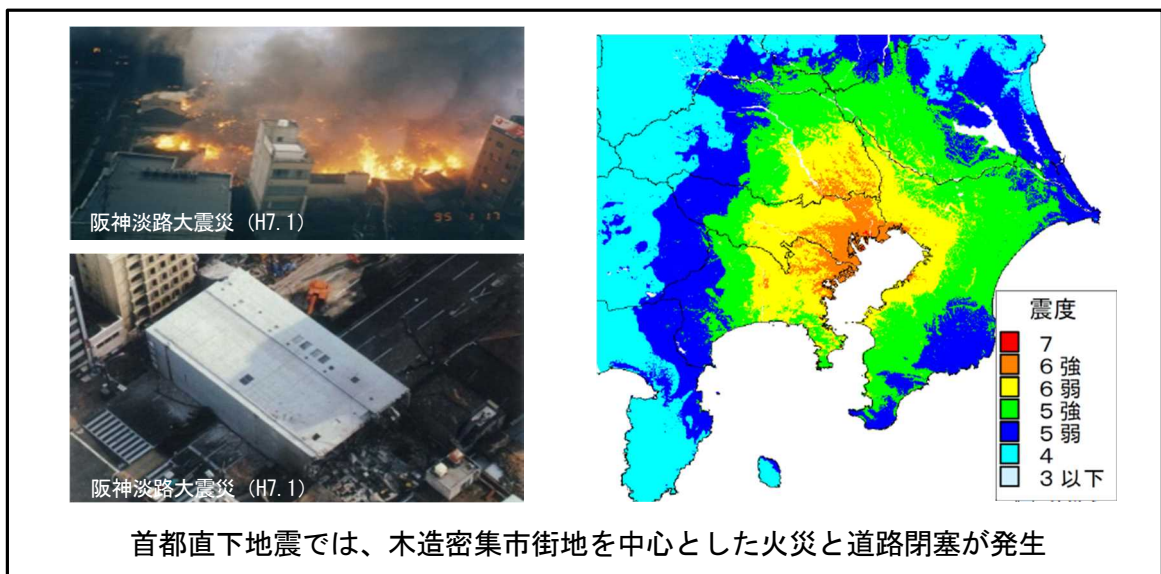 阪神淡路大震災 (H7.1)
95 1 17
阪神淡路大震災 (H7.1)
震度
7
6強
6弱
5強
5弱
4
3以下
首都直下地震では、木造密集市街地を中心とした火災と道路閉塞が発生